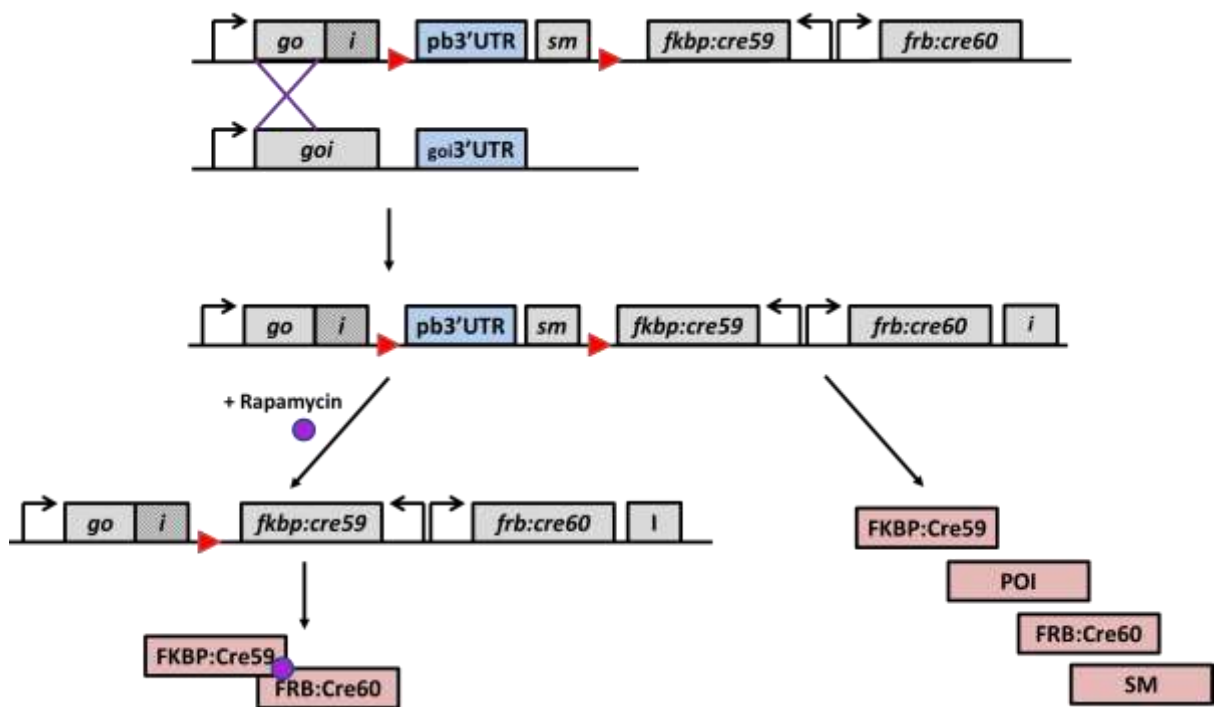 go i pb3'UTR sm fkbp:cre59 frb:cre60
goi goi3'UTR
go i pb3'UTR sm fkbp:cre59 frb:cre60 i
+ Rapamycin
go i fkbp:cre59 frb:cre60 I
FKBP:Cre59
POI
FRB:Cre60
SM
FKBP:Cre59
FRB:Cre60